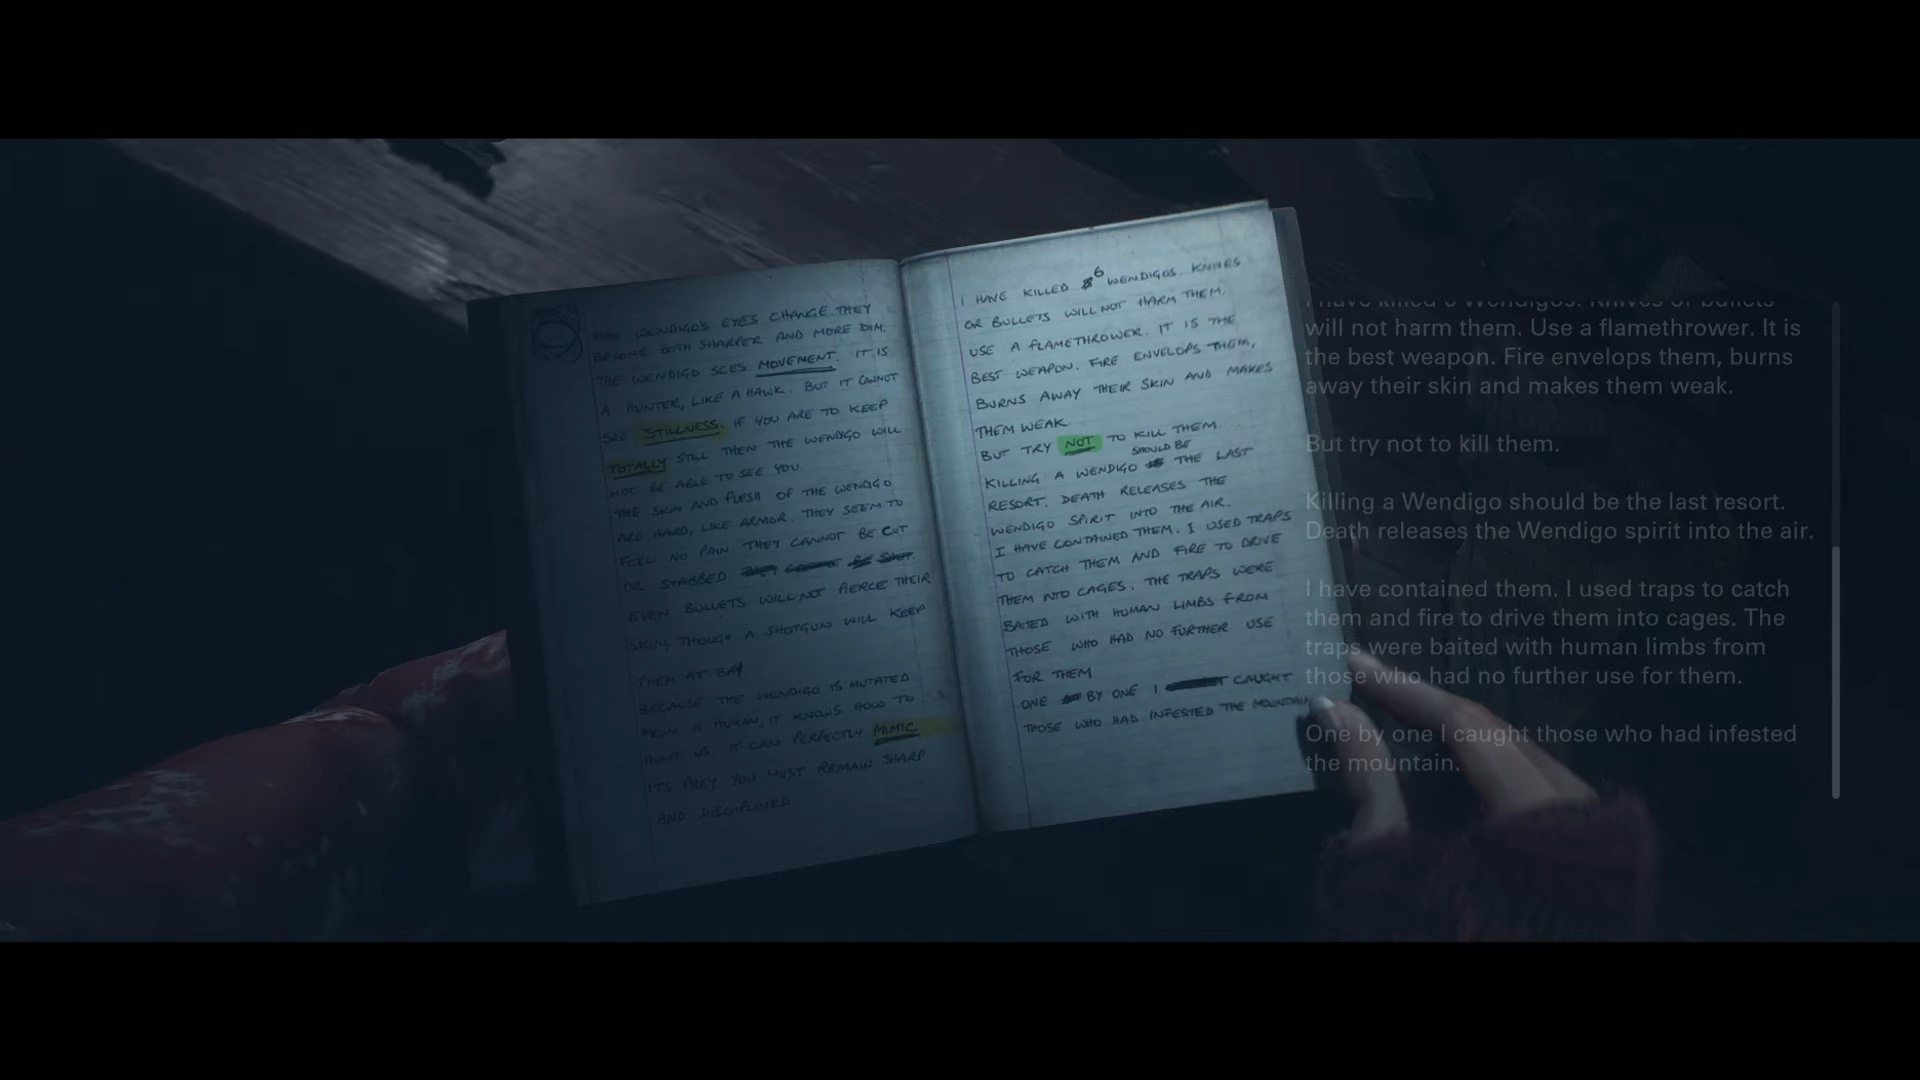 THE WENDIGO'S EYES CHANGE. THEY
BECOME BOTH SHARPER AND MORE DIM.
THE WENDIGO SEES MOVEMENT. IT IS
A HUNTER, LIKE A HAWK. BUT IT CANNOT
SEE STILLNESS. IF YOU ARE TO KEEP
TOTALLY STILL THEN THE WENDIGO WILL
NOT BE ABLE TO SEE YOU.
THE SKIN AND FLESH OF THE WENDIGO
ARE HARD, LIKE ARMOR. THEY SEEM TO
FEEL NO PAIN THEY CANNOT BE CUT
OR STABBED THEY CANNOT BE SHOT.
EVEN BULLETS WILL NOT PIERCE THEIR
SKIN, THOUGH A SHOTGUN WILL KEEP
THEM AT BAY
BECAUSE THE WENDIGO IS MUTATED
FROM A HUMAN, IT KNOWS HOW TO
HUNT US. IT CAN PERFECTLY MIMIC
ITS PREY YOU MUST REMAIN SHARP
AND DISCIPLINED
I HAVE KILLED 6 WENDIGOS. KNIVES
OR BULLETS WILL NOT HARM THEM.
USE A FLAMETHROWER. IT IS THE
BEST WEAPON. FIRE ENVELOPS THEM,
BURNS AWAY THEIR SKIN AND MAKES
THEM WEAK.
BUT TRY NOT TO KILL THEM.
SHOULD BE
KILLING A WENDIGO THE LAST
RESORT. DEATH RELEASES THE
WENDIGO SPIRIT INTO THE AIR.
I HAVE CONTAINED THEM. I USED TRAPS
TO CATCH THEM AND FIRE TO DRIVE
THEM INTO CAGES. THE TRAPS WERE
BAITED WITH HUMAN LIMBS FROM
THOSE WHO HAD NO FURTHER USE
FOR THEM
ONE BY ONE I CAUGHT
THOSE WHO HAD INFESTED THE MOUNTAIN
I have killed 6 Wendigos. Knives or bullets
will not harm them. Use a flamethrower. It is
the best weapon. Fire envelops them, burns
away their skin and makes them weak.
But try not to kill them.
Killing a Wendigo should be the last resort.
Death releases the Wendigo spirit into the air.
I have contained them. I used traps to catch
them and fire to drive them into cages. The
traps were baited with human limbs from
those who had no further use for them.
One by one I caught those who had infested
the mountain.